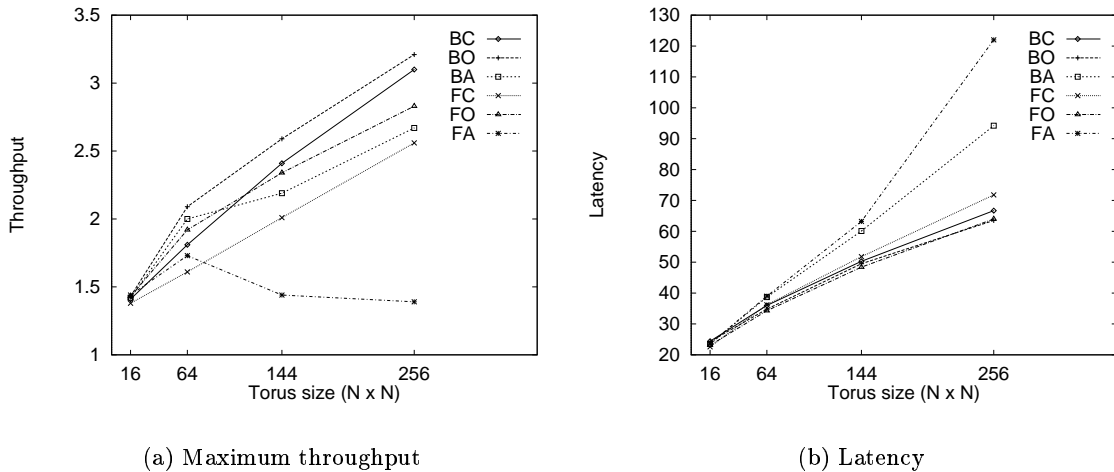 Throughput
3.5
3
2.5
2
1.5
1
BC
BO
BA
FC
FO
FA
16 64 144 256
Torus size (N x N)
(a) Maximum throughput
Latency
130
120
110
100
90
80
70
60
50
40
30
20
BC
BO
BA
FC
FO
FA
16 64 144 256
Torus size (N x N)
(b) Latency